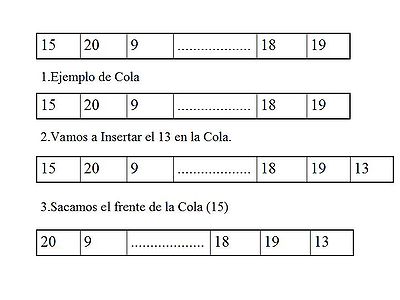 15 20 9 ................... 18 19
1.Ejemplo de Cola
15 20 9 ................... 18 19
2.Vamos a Insertar el 13 en la Cola.
15 20 9 ................... 18 19 13
3.Sacamos el frente de la Cola (15)
20 9 ................... 18 19 13